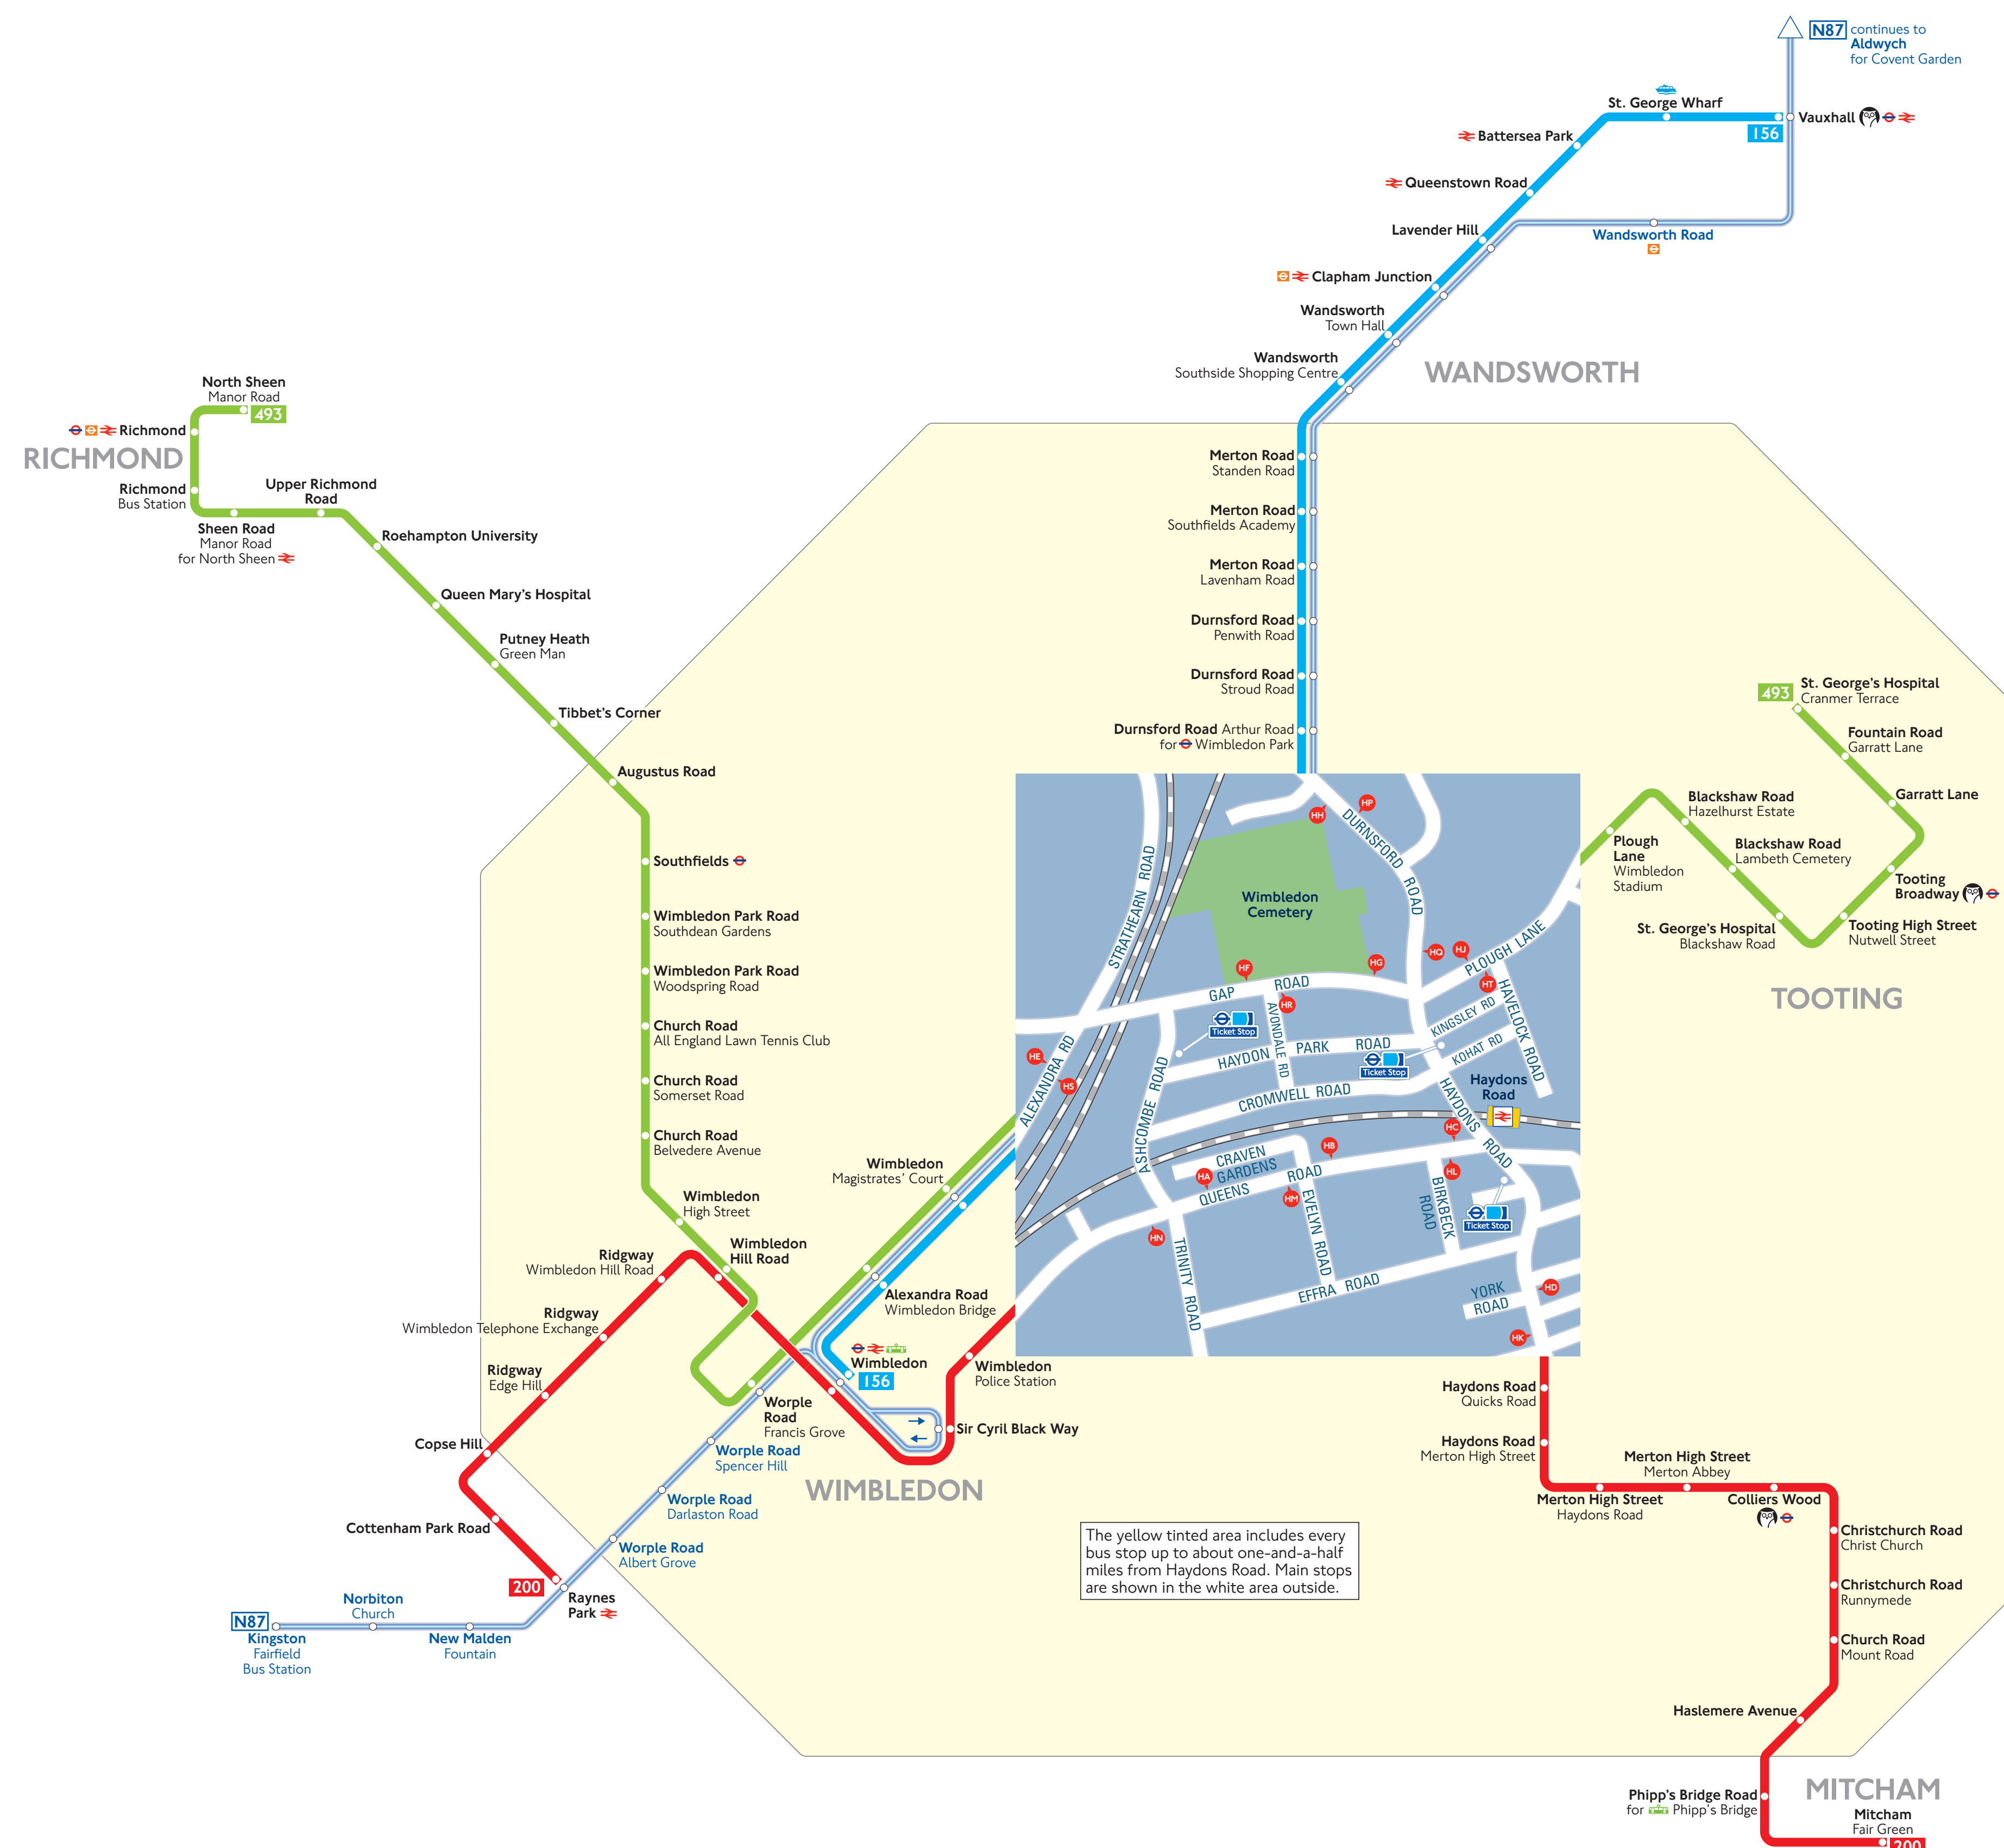 N87 continues to
Aldwych
for Covent Garden
St. George Wharf
Vauxhall
156
Battersea Park
Queenstown Road
Lavender Hill
Wandsworth Road
Clapham Junction
Wandsworth
Town Hall
Wandsworth
Southside Shopping Centre
WANDSWORTH
North Sheen
Manor Road
493
Richmond
RICHMOND
Richmond
Bus Station
Upper Richmond
Road
Sheen Road
Manor Road
for North Sheen
Roehampton University
Queen Mary's Hospital
Putney Heath
Green Man
Tibbet's Corner
Augustus Road
Merton Road
Standen Road
Merton Road
Southfields Academy
Merton Road
Lavenham Road
Durnsford Road
Penwith Road
Durnsford Road
Stroud Road
Durnsford Road Arthur Road
for Wimbledon Park
493
St. George's Hospital
Cranmer Terrace
Fountain Road
Garratt Lane
Garratt Lane
Blackshaw Road
Hazelhurst Estate
Blackshaw Road
Lambeth Cemetery
Plough
Lane
Wimbledon
Stadium
Tooting
Broadway
St. George's Hospital
Blackshaw Road
Tooting High Street
Nutwell Street
TOOTING
Southfields
Wimbledon Park Road
Southdean Gardens
Wimbledon Park Road
Woodspring Road
Church Road
All England Lawn Tennis Club
Church Road
Somerset Road
Church Road
Belvedere Avenue
Wimbledon
High Street
Wimbledon
Hill Road
Wimbledon
Magistrates' Court
HH
HP
DURNSFORD ROAD
STRATHEARN ROAD
Wimbledon
Cemetery
HQ
HJ
PLOUGH LANE
HF
HG
HT
GAP ROAD
HR
AVONDALE RD
Ticket Stop
HAVELOCK ROAD
KINGSLEY RD
KOHAT RD
HAYDON PARK ROAD
Ticket Stop
HE
HS
ALEXANDRA RD
ASHCOMBE ROAD
CROMWELL ROAD
HAYDONS ROAD
Haydons
Road
HC
HB
HL
CRAVEN
GARDENS
HA
QUEENS ROAD
HM
HN
EVELYN ROAD
BIRKBECK
ROAD
Ticket Stop
TRINITY ROAD
EFFRA ROAD
YORK
ROAD
HD
HK
Ridgway
Wimbledon Hill Road
Ridgway
Wimbledon Telephone Exchange
Ridgway
Edge Hill
Copse Hill
Cottenham Park Road
200
Raynes
Park
Alexandra Road
Wimbledon Bridge
Wimbledon
156
Wimbledon
Police Station
Sir Cyril Black Way
Worple
Road
Francis Grove
Worple Road
Spencer Hill
Worple Road
Darlaston Road
Worple Road
Albert Grove
WIMBLEDON
N87
Kingston
Fairfield
Bus Station
Norbiton
Church
New Malden
Fountain
The yellow tinted area includes every
bus stop up to about one-and-a-half
miles from Haydons Road. Main stops
are shown in the white area outside.
Haydons Road
Quicks Road
Haydons Road
Merton High Street
Merton High Street
Haydons Road
Merton High Street
Merton Abbey
Colliers Wood
Christchurch Road
Christ Church
Christchurch Road
Runnymede
Church Road
Mount Road
Haslemere Avenue
Phipp's Bridge Road
for Phipp's Bridge
MITCHAM
Mitcham
Fair Green
200